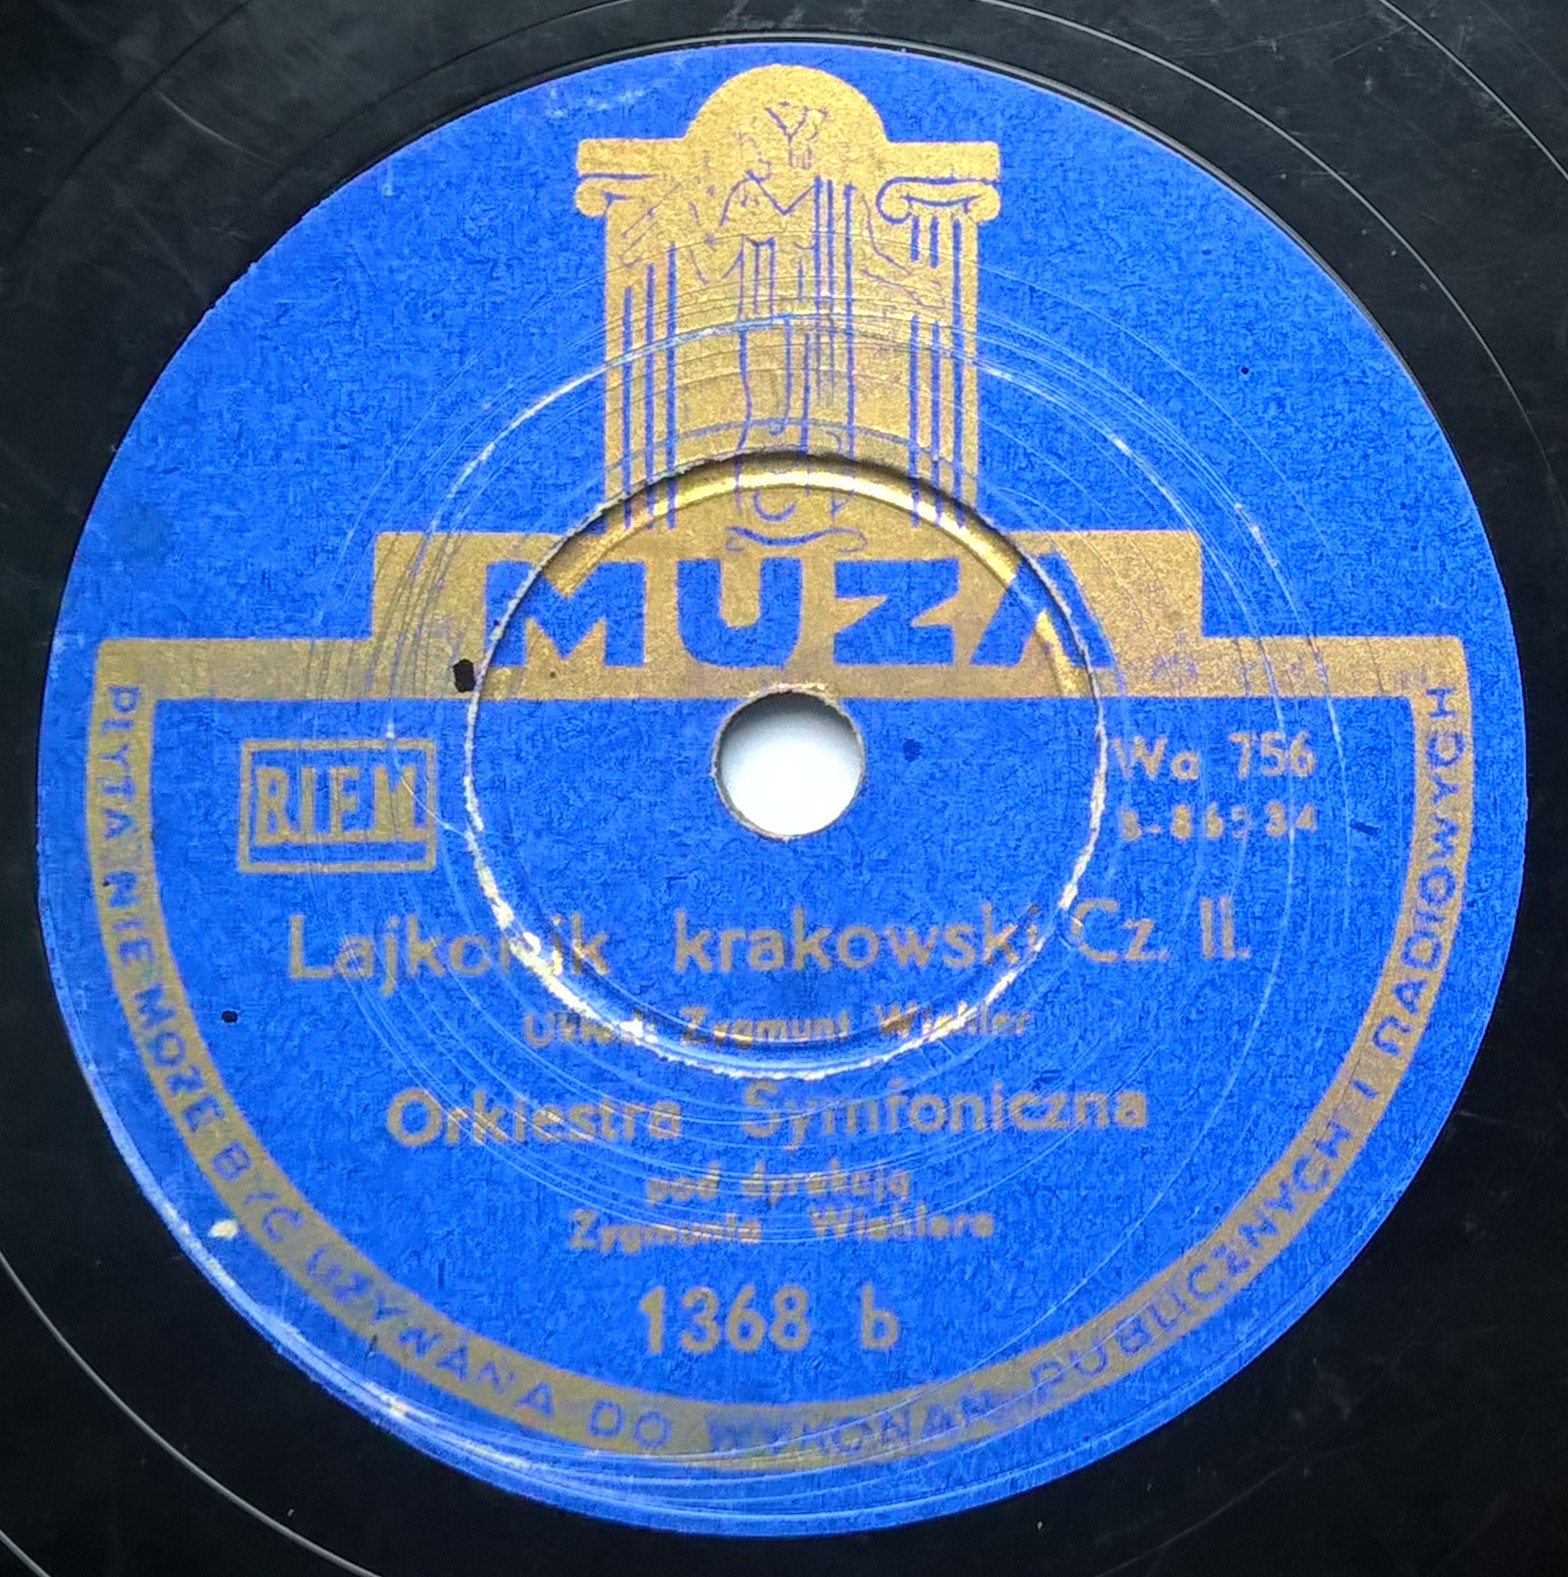 MUZA
BIEM
Wa 756
Lajkonik krakowski Cz. II.
Układ: Zygmunt Wiehler
Orkiestra Symfoniczna
pod dyrekcją
Zygmunta Wiehlera
1368 b
PŁYTA NIE MOŻE BYĆ UŻYWANA DO WYKONAŃ PUBLICZNYCH I RADIOWYCH